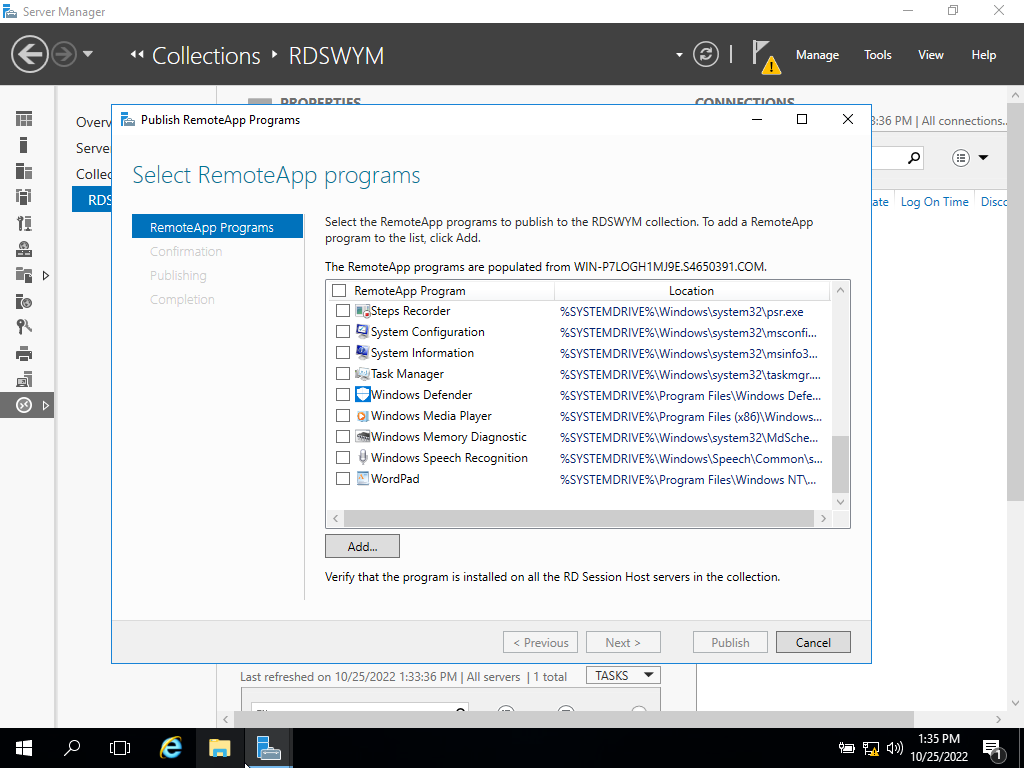 Server Manager
Collections
RDSWYM
Manage
Tools
View
Help
PROPERTIES
CONNECTIONS
Publish RemoteApp Programs
3:36 PM | All connections...
Log On Time
Select RemoteApp programs
RemoteApp Programs
Confirmation
Publishing
Completion
Select the RemoteApp programs to publish to the RDSWYM collection. To add a RemoteApp
program to the list, click Add.
The RemoteApp programs are populated from WIN-P7LOGH1MJ9E.S4650391.COM.
RemoteApp Program
Location
Steps Recorder
%SYSTEMDRIVE%\Windows\system32\psr.exe
System Configuration
%SYSTEMDRIVE%\Windows\system32\msconfi...
System Information
%SYSTEMDRIVE%\Windows\system32\msinfo3...
Task Manager
%SYSTEMDRIVE%\Windows\system32\taskmgr....
Windows Defender
%SYSTEMDRIVE%\Program Files\Windows Defe...
Windows Media Player
%SYSTEMDRIVE%\Program Files (x86)\Windows...
Windows Memory Diagnostic
%SYSTEMDRIVE%\Windows\system32\MdSche...
Windows Speech Recognition
%SYSTEMDRIVE%\Windows\Speech\Common\s...
WordPad
%SYSTEMDRIVE%\Program Files\Windows NT\...
Add...
Verify that the program is installed on all the RD Session Host servers in the collection.
< Previous
Next >
Publish
Cancel
Last refreshed on 10/25/2022 1:33:36 PM | All servers | 1 total
TASKS
1:35 PM
10/25/2022
1